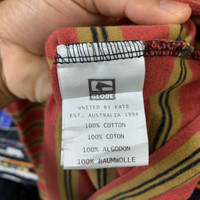 GLOBE
UNITED BY FATE
EST. AUSTRALIA 1994
100% COTTON
100% COTON
100% ALGODON
100% BAUMWOLLE